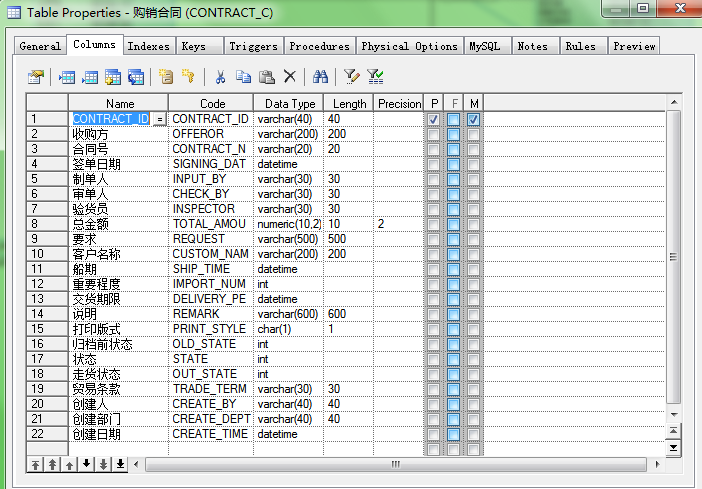 Table Properties - 购销合同 (CONTRACT_C)
General Columns Indexes Keys Triggers Procedures Physical Options MySQL Notes Rules Preview
Name Code Data Type Length Precision P F M
1 CONTRACT_ID = CONTRACT_ID varchar(40) 40
2 收购方 OFFEROR varchar(200) 200
3 合同号 CONTRACT_N varchar(20) 20
4 签单日期 SIGNING_DAT datetime
5 制单人 INPUT_BY varchar(30) 30
6 审单人 CHECK_BY varchar(30) 30
7 验货员 INSPECTOR varchar(30) 30
8 总金额 TOTAL_AMOU numeric(10,2) 10 2
9 要求 REQUEST varchar(500) 500
10 客户名称 CUSTOM_NAM varchar(200) 200
11 船期 SHIP_TIME datetime
12 重要程度 IMPORT_NUM int
13 交货期限 DELIVERY_PE datetime
14 说明 REMARK varchar(600) 600
15 打印版式 PRINT_STYLE char(1) 1
16 归档前状态 OLD_STATE int
17 状态 STATE int
18 走货状态 OUT_STATE int
19 贸易条款 TRADE_TERM varchar(30) 30
20 创建人 CREATE_BY varchar(40) 40
21 创建部门 CREATE_DEPT varchar(40) 40
22 创建日期 CREATE_TIME datetime